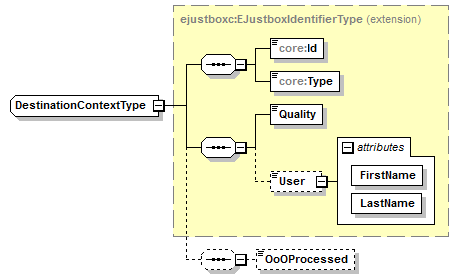 ejustboxc:EJustboxIdentifierType (extension)
core:Id
core:Type
DestinationContextType
Quality
User
attributes
FirstName
LastName
OoOProcessed